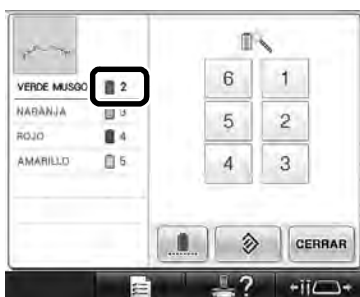 VERDE MUSGO 2
NARANJA 3
ROJO 4
AMARILLO 5
6 1
5 2
4 3
CERRAR
?